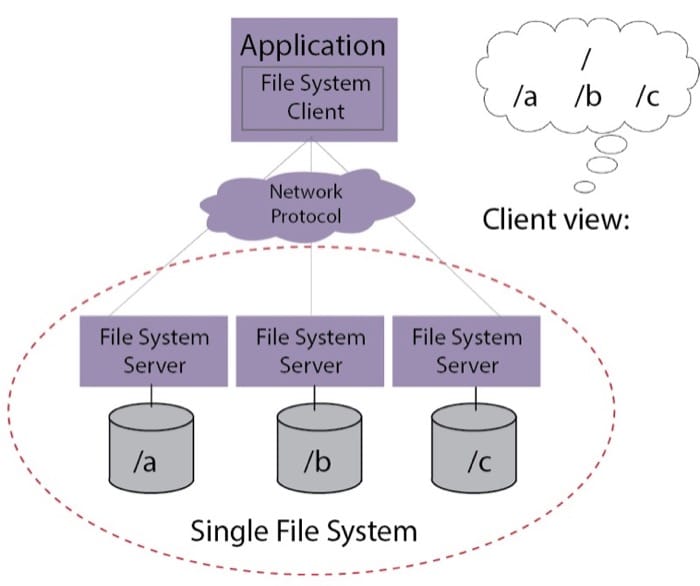 Application
File System
Client
/
/a /b /c
Network
Protocol
Client view:
File System
Server
File System
Server
File System
Server
/a
/b
/c
Single File System